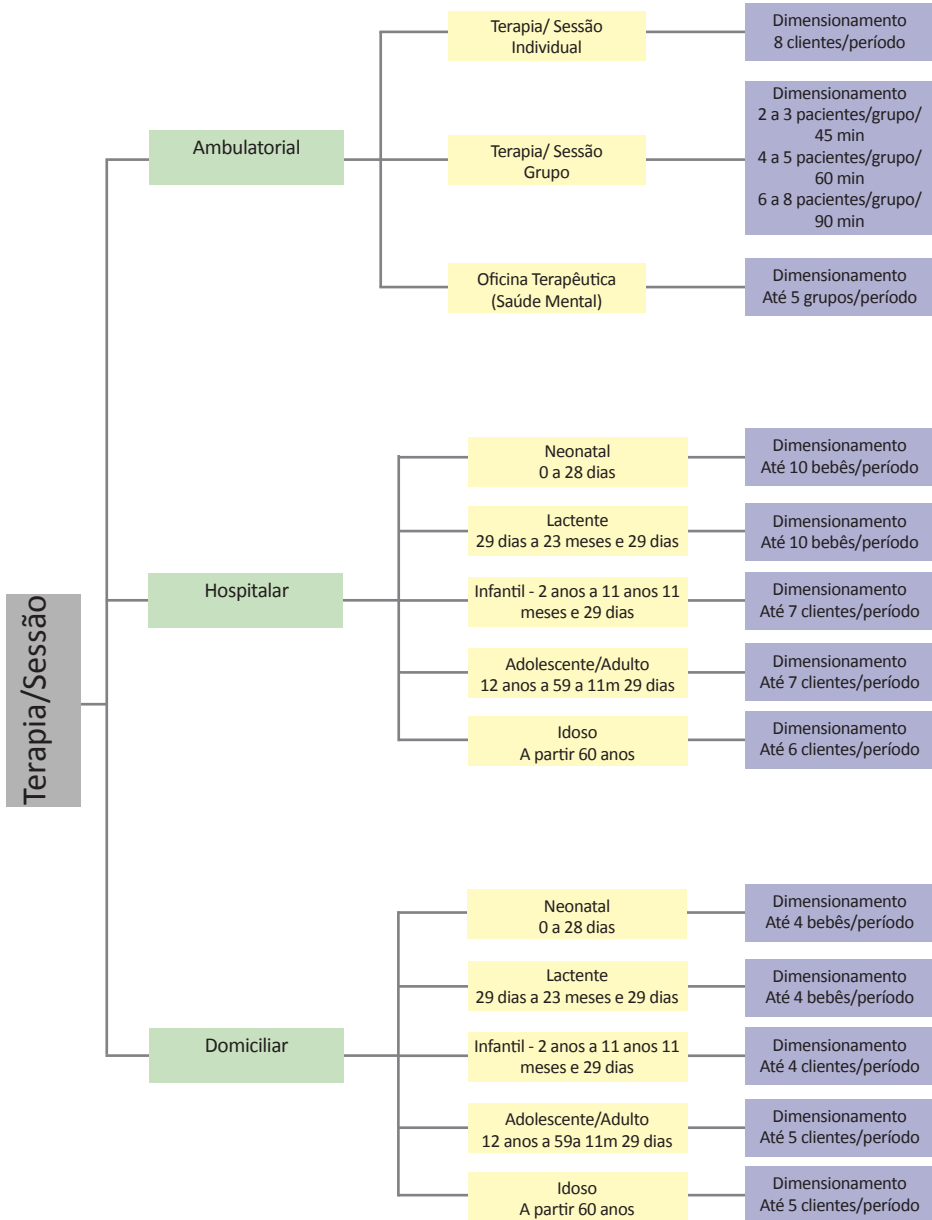 Terapia/Sessão
Ambulatorial
Terapia/ Sessão
Individual
Dimensionamento
8 clientes/período
Terapia/ Sessão
Grupo
Dimensionamento
2 a 3 pacientes/grupo/
45 min
4 a 5 pacientes/grupo/
60 min
6 a 8 pacientes/grupo/
90 min
Oficina Terapêutica
(Saúde Mental)
Dimensionamento
Até 5 grupos/período
Hospitalar
Neonatal
0 a 28 dias
Dimensionamento
Até 10 bebês/período
Lactente
29 dias a 23 meses e 29 dias
Dimensionamento
Até 10 bebês/período
Infantil - 2 anos a 11 anos 11
meses e 29 dias
Dimensionamento
Até 7 clientes/período
Adolescente/Adulto
12 anos a 59 a 11m 29 dias
Dimensionamento
Até 7 clientes/período
Idoso
A partir 60 anos
Dimensionamento
Até 6 clientes/período
Domiciliar
Neonatal
0 a 28 dias
Dimensionamento
Até 4 bebês/período
Lactente
29 dias a 23 meses e 29 dias
Dimensionamento
Até 4 bebês/período
Infantil - 2 anos a 11 anos 11
meses e 29 dias
Dimensionamento
Até 4 clientes/período
Adolescente/Adulto
12 anos a 59a 11m 29 dias
Dimensionamento
Até 5 clientes/período
Idoso
A partir 60 anos
Dimensionamento
Até 5 clientes/período